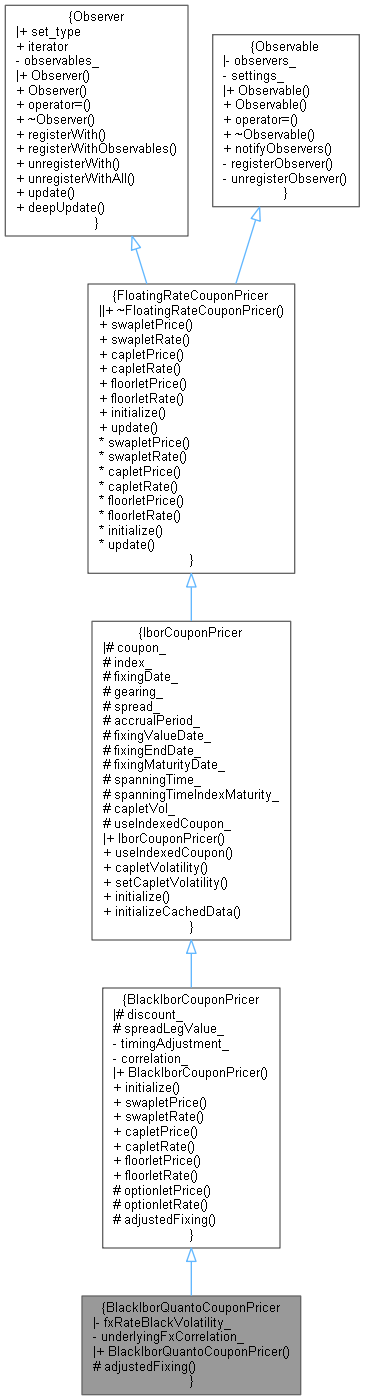 {Observer
|+ set_type
+ iterator
- observables_
|+ Observer()
+ Observer()
+ operator=()
+ ~Observer()
+ registerWith()
+ registerWithObservables()
+ unregisterWith()
+ unregisterWithAll()
+ update()
+ deepUpdate()
}
{Observable
|- observers_
- settings_
|+ Observable()
+ Observable()
+ operator=()
+ ~Observable()
+ notifyObservers()
- registerObserver()
- unregisterObserver()
}
{FloatingRateCouponPricer
||+ ~FloatingRateCouponPricer()
+ swapletPrice()
+ swapletRate()
+ capletPrice()
+ capletRate()
+ floorletPrice()
+ floorletRate()
+ initialize()
+ update()
* swapletPrice()
* swapletRate()
* capletPrice()
* capletRate()
* floorletPrice()
* floorletRate()
* initialize()
* update()
}
{IborCouponPricer
|# coupon_
# index_
# fixingDate_
# gearing_
# spread_
# accrualPeriod_
# fixingValueDate_
# fixingEndDate_
# fixingMaturityDate_
# spanningTime_
# spanningTimeIndexMaturity_
# capletVol_
# useIndexedCoupon_
|+ IborCouponPricer()
+ useIndexedCoupon()
+ capletVolatility()
+ setCapletVolatility()
+ initialize()
+ initializeCachedData()
}
{BlackIborCouponPricer
|# discount_
# spreadLegValue_
- timingAdjustment_
- correlation_
|+ BlackIborCouponPricer()
+ initialize()
+ swapletPrice()
+ swapletRate()
+ capletPrice()
+ capletRate()
+ floorletPrice()
+ floorletRate()
# optionletPrice()
# optionletRate()
# adjustedFixing()
}
{BlackIborQuantoCouponPricer
|- fxRateBlackVolatility_
- underlyingFxCorrelation_
|+ BlackIborQuantoCouponPricer()
# adjustedFixing()
}